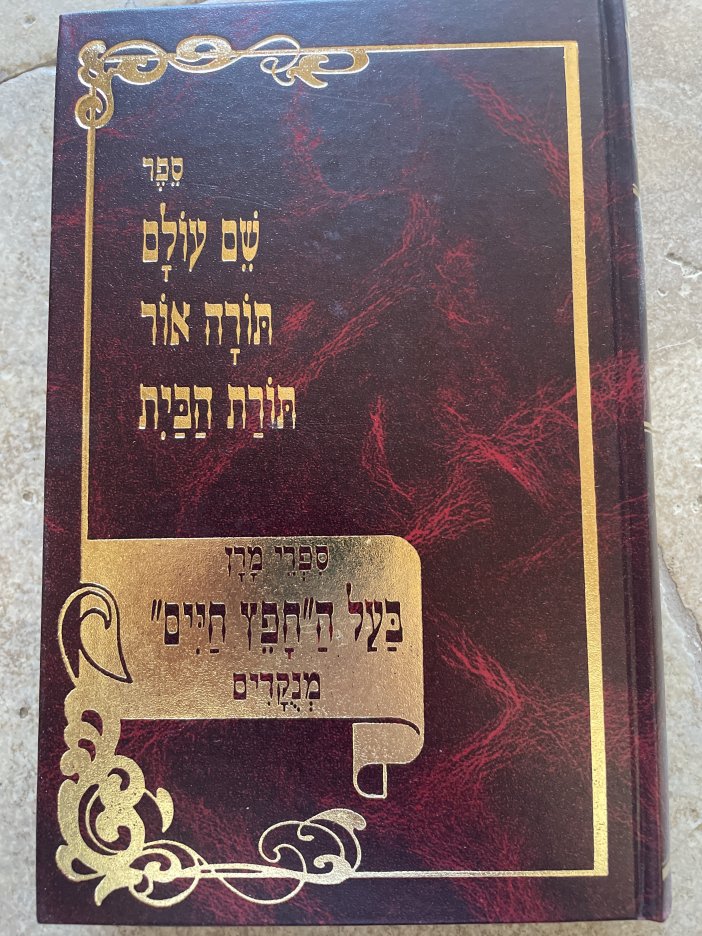 סֵפֶר
שֵׁם עוֹלָם
תּוֹרָה אוֹר
תּוֹרַת הַבַּיִת
סִפְרֵי מָרָן
בַּעַל הַ"חָפֵץ חַיִּים"
מְנֻקָּדִים